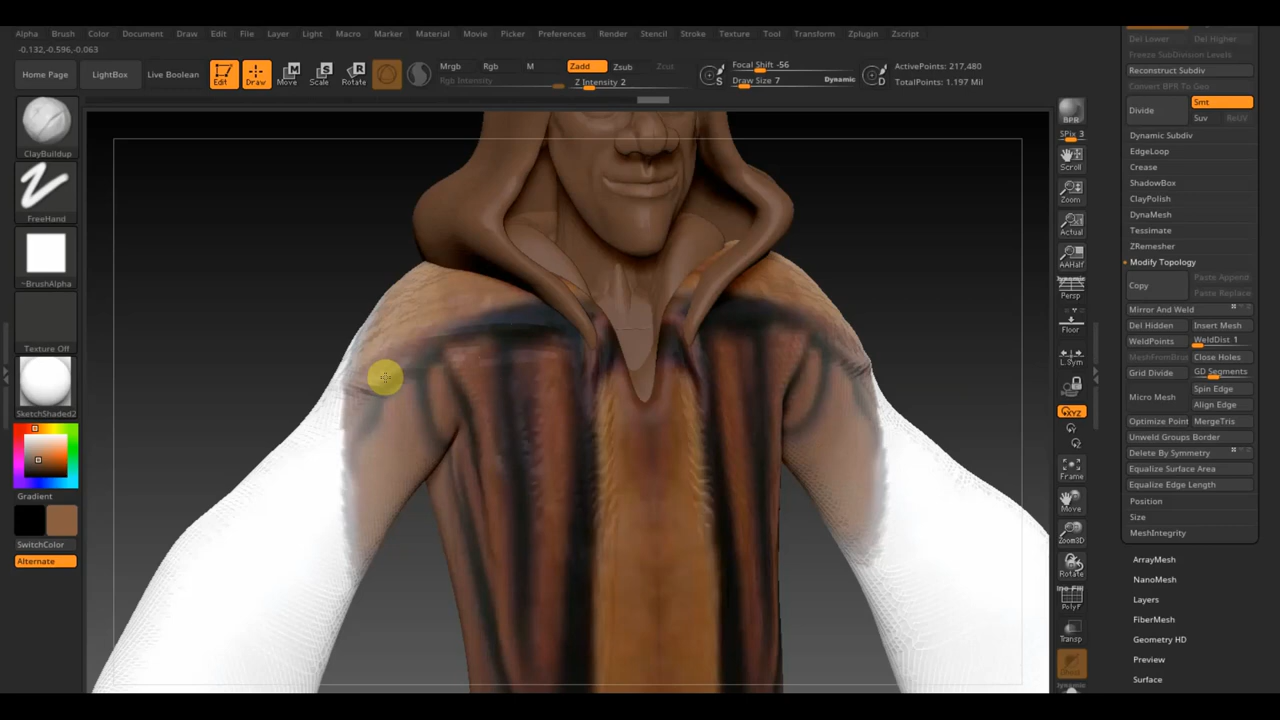 Alpha Brush Color Document Draw Edit File Layer Light Macro Marker Material Movie Picker Preferences Render Stencil Stroke Texture Tool Transform Zplugin Zscript
-0.132,-0.596,-0.063
Home Page LightBox Live Boolean Edit Draw Move Scale Rotate
Mrgb Rgb M Zadd Zsub Zcut
Rgb Intensity Z Intensity 2
Focal Shift -56
Draw Size 7 Dynamic
ActivePoints: 217,480
TotalPoints: 1.197 Mil
ClayBuildup
FreeHand
~BrushAlpha
Texture Off
SketchShaded2
Gradient
SwitchColor
Alternate
BPR
SPix 3
Scroll
Zoom
Actual
AAHalf
Dynamic
Persp
Floor
L.Sym
XYZ
Frame
Move
Zoom3D
Rotate
PolyF
Transp
Dynamic
Del Lower Del Higher
Freeze Subdivision Levels
Reconstruct Subdiv
Convert BPR To Geo
Divide Smt
Suv ReUV
Dynamic Subdiv
EdgeLoop
Crease
ShadowBox
ClayPolish
DynaMesh
Tessimate
ZRemesher
Modify Topology
Copy Paste Append
Paste Replace
Mirror And Weld
Del Hidden Insert Mesh
WeldPoints WeldDist 1
MeshFromBrus Close Holes
Grid Divide GD Segments
Micro Mesh Spin Edge
Align Edge
Optimize Point MergeTris
Unweld Groups Border
Delete By Symmetry
Equalize Surface Area
Equalize Edge Length
Position
Size
MeshIntegrity
ArrayMesh
NanoMesh
Layers
FiberMesh
Geometry HD
Preview
Surface